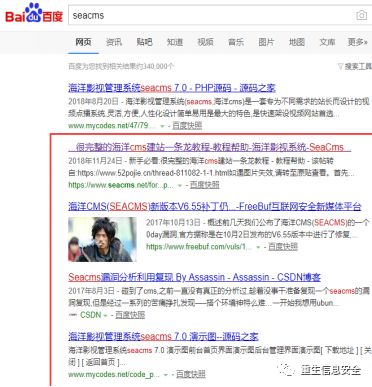 Bai百度 seacms
网页 资讯 贴吧 知道 视频 音乐 图片 地图 文库 更多»
百度为您找到相关结果约340,000个 搜索工具
海洋影视管理系统seacms 7.0 - PHP源码 - 源码之家
2018年8月20日 - 海洋影视管理系统(seacms,海洋cms)是一套专为不同需求的站长而设计的视
频点播系统,灵活,方便,人性化设计简单易用是最大的特色,是快速架设视频网站首选...
www.mycodes.net/47/79... - 百度快照
...很完整的海洋cms建站一条龙教程-教程帮助-海洋影视系统-SeaCms...
2018年11月24日 - 新手必看:很完整的海洋cms建站一条龙教程 - 教程帮助 - 该帖转
自:https://www.52pojie.cn/thread-811082-1-1.html如遇图片失效,请转至原贴查看。首先...
https://www.seacms.net/for...p... - 百度快照
海洋CMS(SEACMS)新版本V6.55补丁仍...-FreeBuf互联网安全新媒体平台
2017年10月13日 - 概述前几天我们公布了海洋CMS(SEACMS)的一个
0day漏洞,官方据称是在10月2日发布的V6.55版本中进行了修复,...
https://www.freebuf.com/vuls/1... - 百度快照
Seacms漏洞分析利用复现 By Assassin - Assassin - CSDN博客
2017年8月3日 - 碰到了cms,之前一直没有真正的分析过,趁着没事干准备复现一个seacms的漏
洞复现,但是经过一系列的苦痛挣扎发现---搭个环境钟特么难...一开始我想用ubun...
CSDN - 百度快照
海洋影视管理系统seacms 7.0 演示图--源码之家
海洋影视管理系统seacms 7.0 演示图前台首页界面演示图后台管理界面演示图[ 下载地址 ] [ 关
闭 ] [ 返回首页 ]...
www.mycodes.net/code_p... - 百度快照
重生信息安全